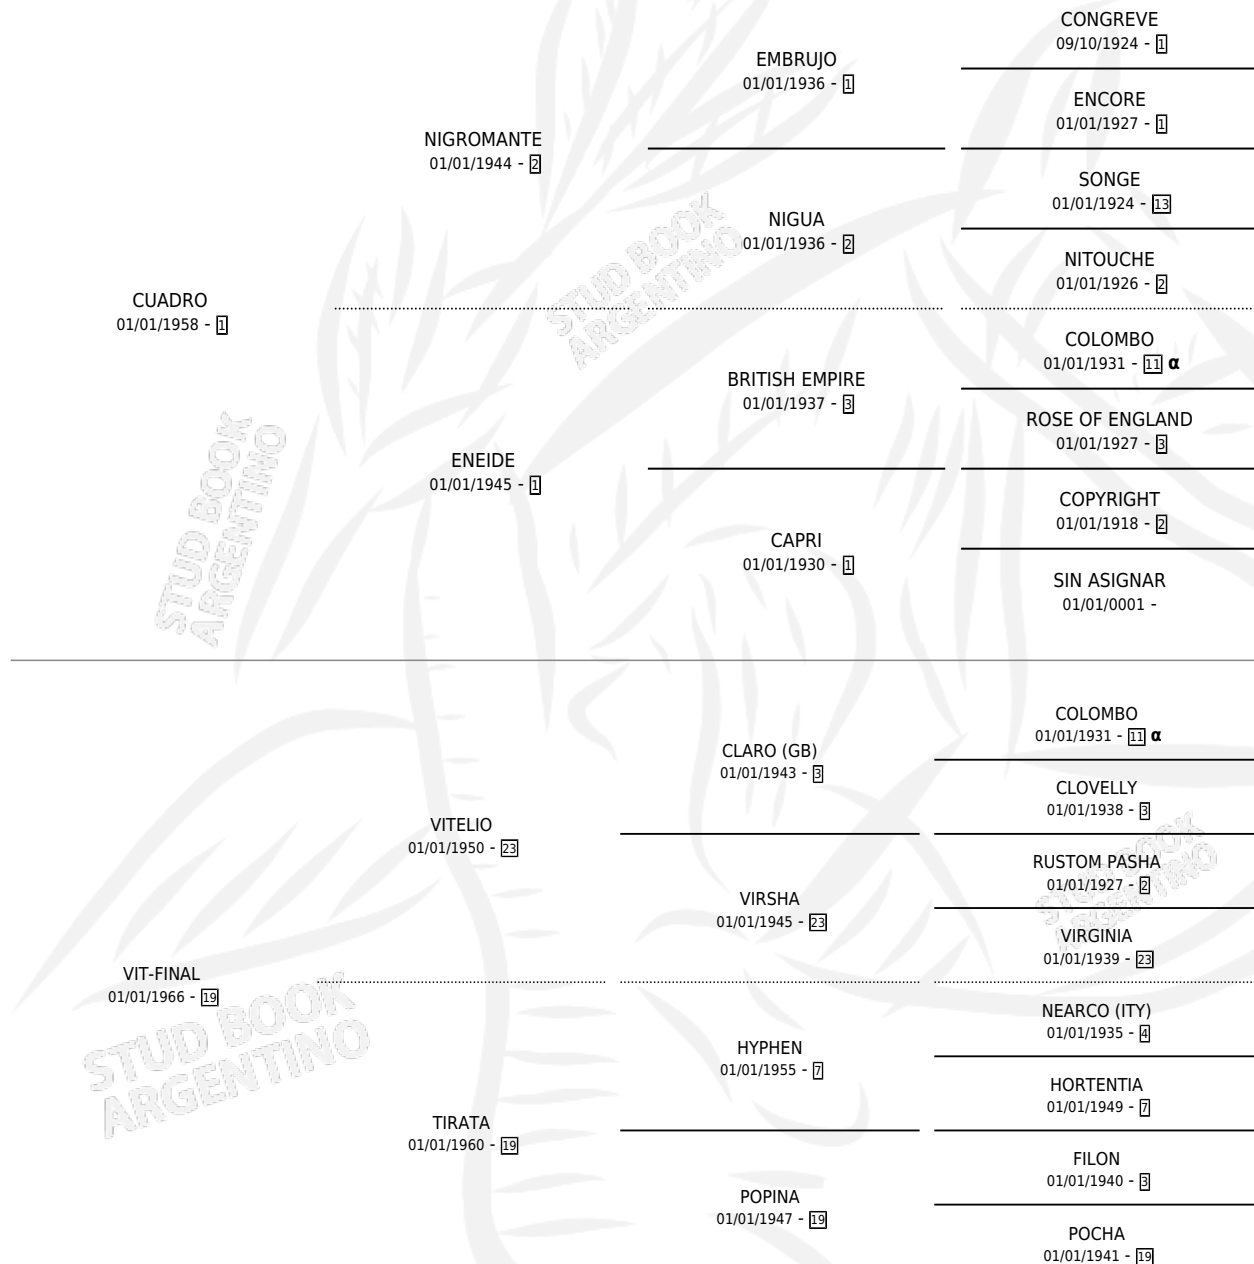 CONGREVE
09/10/1924 - 1
EMBRUJO
01/01/1936 - 1
ENCORE
01/01/1927 - 1
NIGROMANTE
01/01/1944 - 2
SONGE
01/01/1924 - 13
NIGUA
01/01/1936 - 2
NITOUCHE
01/01/1926 - 2
CUADRO
01/01/1958 - 1
COLOMBO
01/01/1931 - 11 α
BRITISH EMPIRE
01/01/1937 - 3
ROSE OF ENGLAND
01/01/1927 - 3
ENEIDE
01/01/1945 - 1
COPYRIGHT
01/01/1918 - 2
CAPRI
01/01/1930 - 1
SIN ASIGNAR
01/01/0001 -
COLOMBO
01/01/1931 - 11 α
CLARO (GB)
01/01/1943 - 3
CLOVELLY
01/01/1938 - 3
VITELIO
01/01/1950 - 23
RUSTOM PASHA
01/01/1927 - 2
VIRSHA
01/01/1945 - 23
VIRGINIA
01/01/1939 - 23
VIT-FINAL
01/01/1966 - 19
NEARCO (ITY)
01/01/1935 - 4
HYPHEN
01/01/1955 - 7
HORTENTIA
01/01/1949 - 7
TIRATA
01/01/1960 - 19
FILON
01/01/1940 - 3
POPINA
01/01/1947 - 19
POCHA
01/01/1941 - 19
STUD BOOK
ARGENTINO
STUD BOOK
ARGENTINO
STUD BOOK
ARGENTINO
STUD BOOK
ARGENTINO